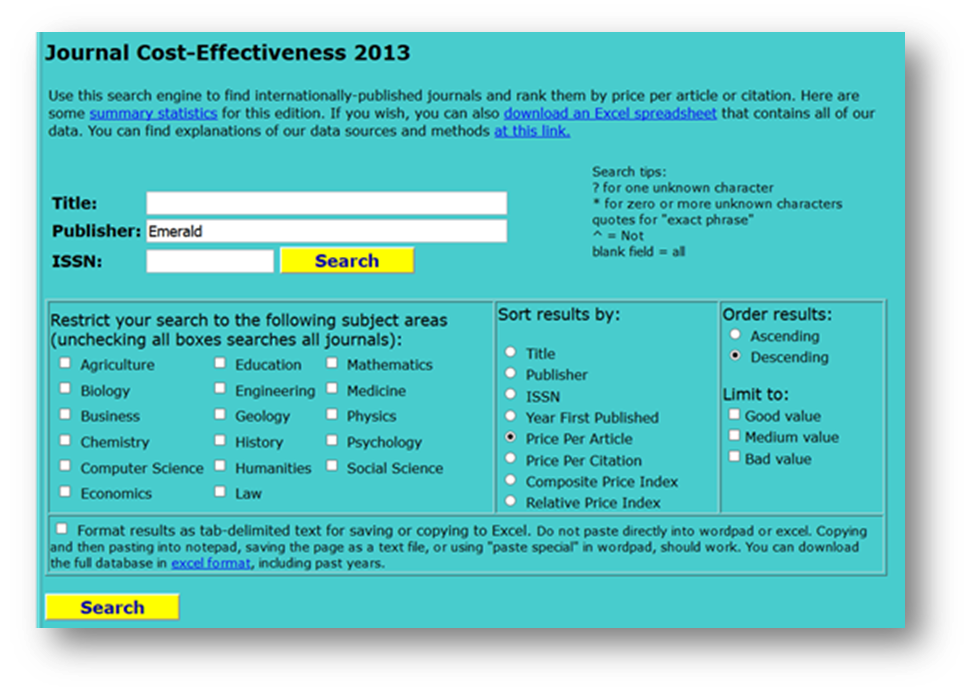 Journal Cost-Effectiveness 2013
Use this search engine to find internationally-published journals and rank them by price per article or citation. Here are
some summary statistics for this edition. If you wish, you can also download an Excel spreadsheet that contains all of our
data. You can find explanations of our data sources and methods at this link.
Search tips:
? for one unknown character
* for zero or more unknown characters
quotes for "exact phrase"
^ = Not
blank field = all
Title:
Publisher: Emerald
ISSN: Search
Restrict your search to the following subject areas
(unchecking all boxes searches all journals):
Agriculture Education Mathematics
Biology Engineering Medicine
Business Geology Physics
Chemistry History Psychology
Computer Science Humanities Social Science
Economics Law
Sort results by:
Title
Publisher
ISSN
Year First Published
Price Per Article
Price Per Citation
Composite Price Index
Relative Price Index
Order results:
Ascending
Descending
Limit to:
Good value
Medium value
Bad value
Format results as tab-delimited text for saving or copying to Excel. Do not paste directly into wordpad or excel. Copying
and then pasting into notepad, saving the page as a text file, or using "paste special" in wordpad, should work. You can download
the full database in excel format, including past years.
Search